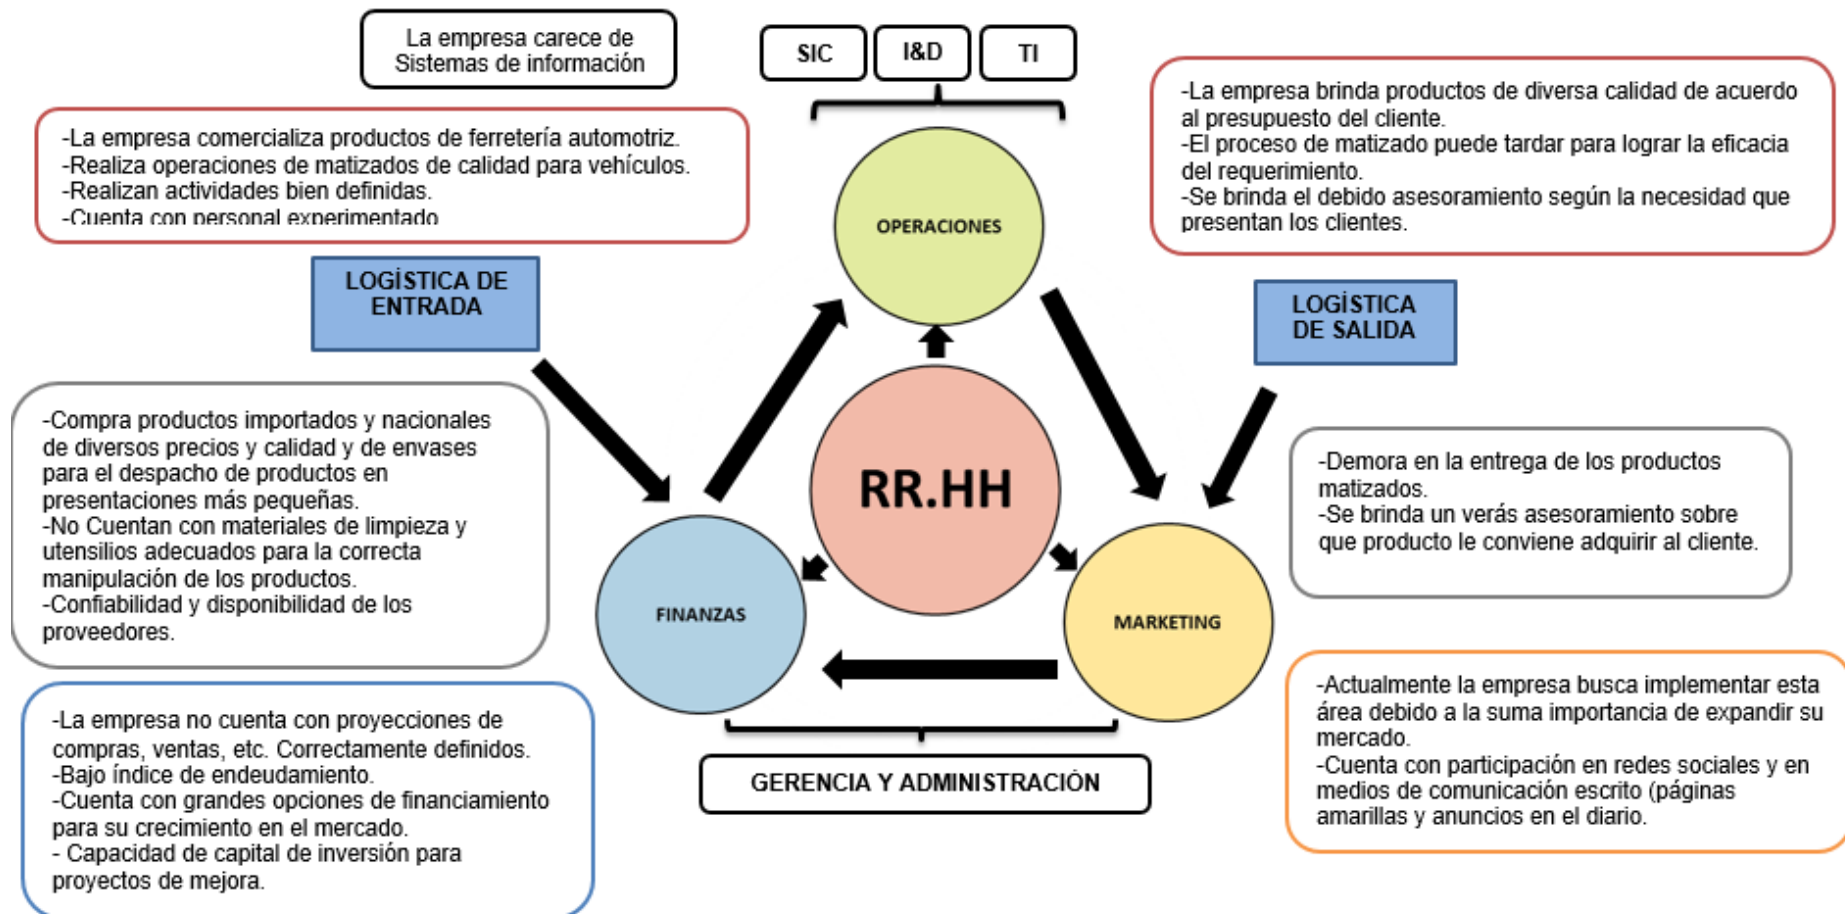 La empresa carece de
Sistemas de información
SIC
I&D
TI
-La empresa comercializa productos de ferretería automotriz.
-Realiza operaciones de matizados de calidad para vehículos.
-Realizan actividades bien definidas.
-Cuenta con personal experimentado
-La empresa brinda productos de diversa calidad de acuerdo
al presupuesto del cliente.
-El proceso de matizado puede tardar para lograr la eficacia
del requerimiento.
-Se brinda el debido asesoramiento según la necesidad que
presentan los clientes.
OPERACIONES
LOGÍSTICA DE
ENTRADA
LOGÍSTICA
DE SALIDA
-Compra productos importados y nacionales
de diversos precios y calidad y de envases
para el despacho de productos en
presentaciones más pequeñas.
-No Cuentan con materiales de limpieza y
utensilios adecuados para la correcta
manipulación de los productos.
-Confiabilidad y disponibilidad de los
proveedores.
RR.HH
-Demora en la entrega de los productos
matizados.
-Se brinda un verás asesoramiento sobre
que producto le conviene adquirir al cliente.
FINANZAS
MARKETING
-La empresa no cuenta con proyecciones de
compras, ventas, etc. Correctamente definidos.
-Bajo índice de endeudamiento.
-Cuenta con grandes opciones de financiamiento
para su crecimiento en el mercado.
- Capacidad de capital de inversión para
proyectos de mejora.
GERENCIA Y ADMINISTRACIÓN
-Actualmente la empresa busca implementar esta
área debido a la suma importancia de expandir su
mercado.
-Cuenta con participación en redes sociales y en
medios de comunicación escrito (páginas
amarillas y anuncios en el diario.